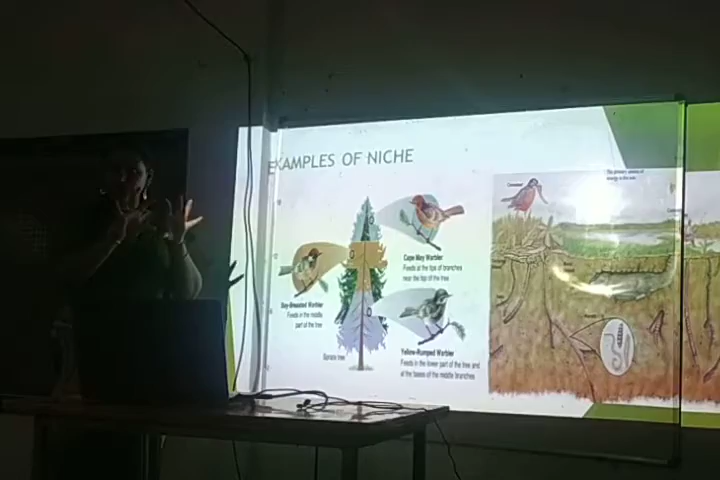 EXAMPLES OF NICHE
Cape May Warbler
Feeds at the tips of branches
near the top of the tree
Bay-Breasted Warbler
Feeds in the middle
part of the tree
Yellow-Rumped Warbler
Feeds in the lower part of the tree and
at the bases of the middle branches
Spruce tree
Consumer